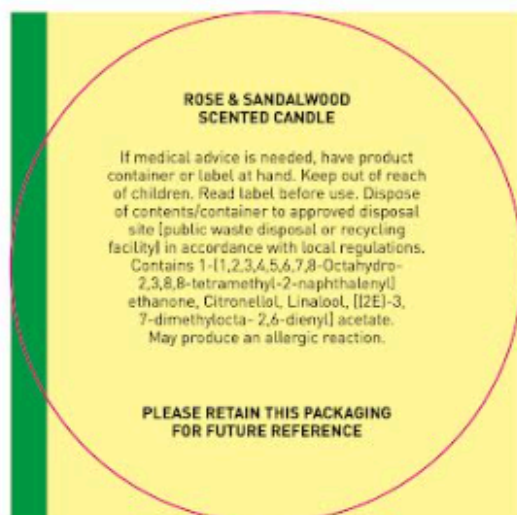 ROSE & SANDALWOOD
SCENTED CANDLE
If medical advice is needed, have product
container or label at hand. Keep out of reach
of children. Read label before use. Dispose
of contents/container to approved disposal
site [public waste disposal or recycling
facility] in accordance with local regulations.
Contains 1-(1,2,3,4,5,6,7,8-Octahydro-
2,3,8,8-tetramethyl-2-naphthalenyl)
ethanone, Citronellol, Linalool, [(2E)-3,
7-dimethylocta- 2,6-dienyl] acetate.
May produce an allergic reaction.
PLEASE RETAIN THIS PACKAGING
FOR FUTURE REFERENCE